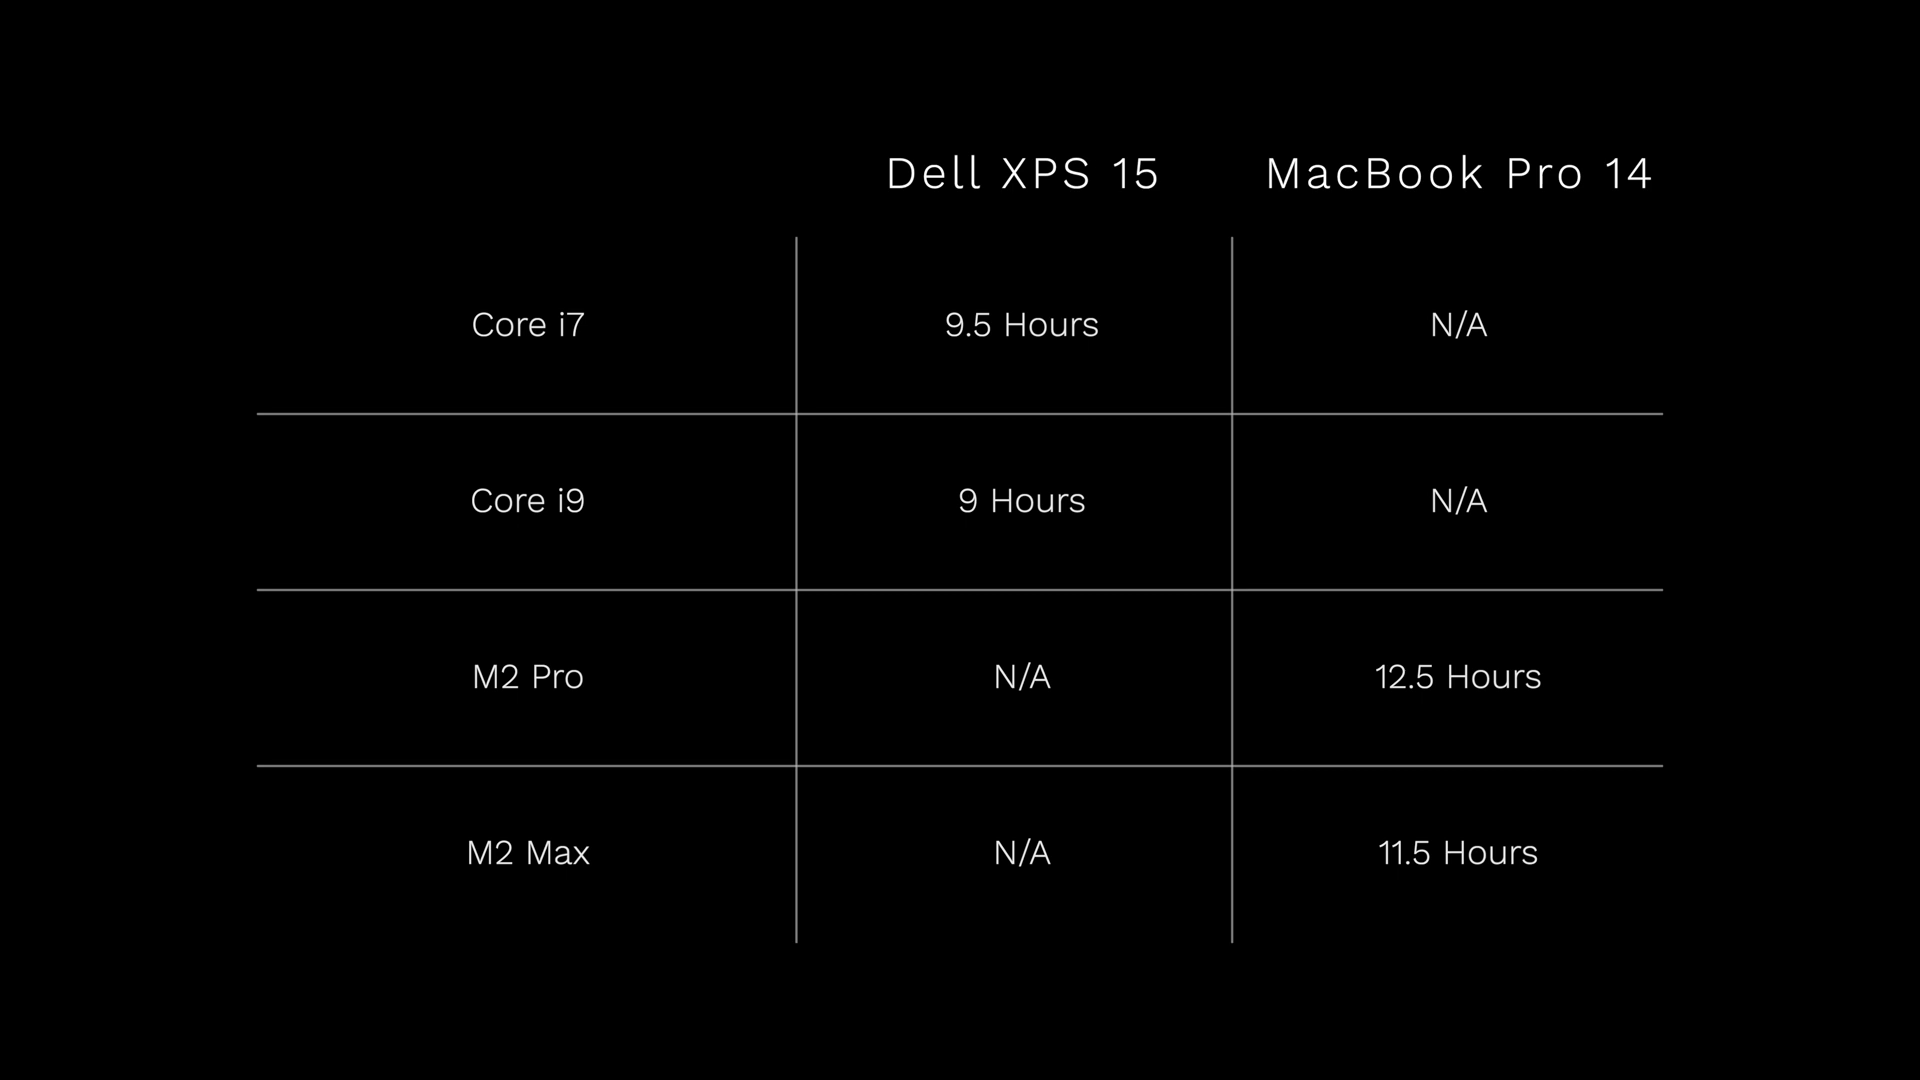 Dell XPS 15 MacBook Pro 14
Core i7 9.5 Hours N/A
Core i9 9 Hours N/A
M2 Pro N/A 12.5 Hours
M2 Max N/A 11.5 Hours